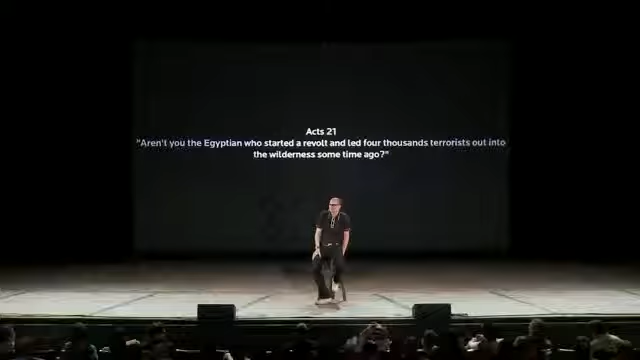 Acts 21
"Aren't you the Egyptian who started a revolt and led four thousands terrorists out into
the wilderness some time ago?"